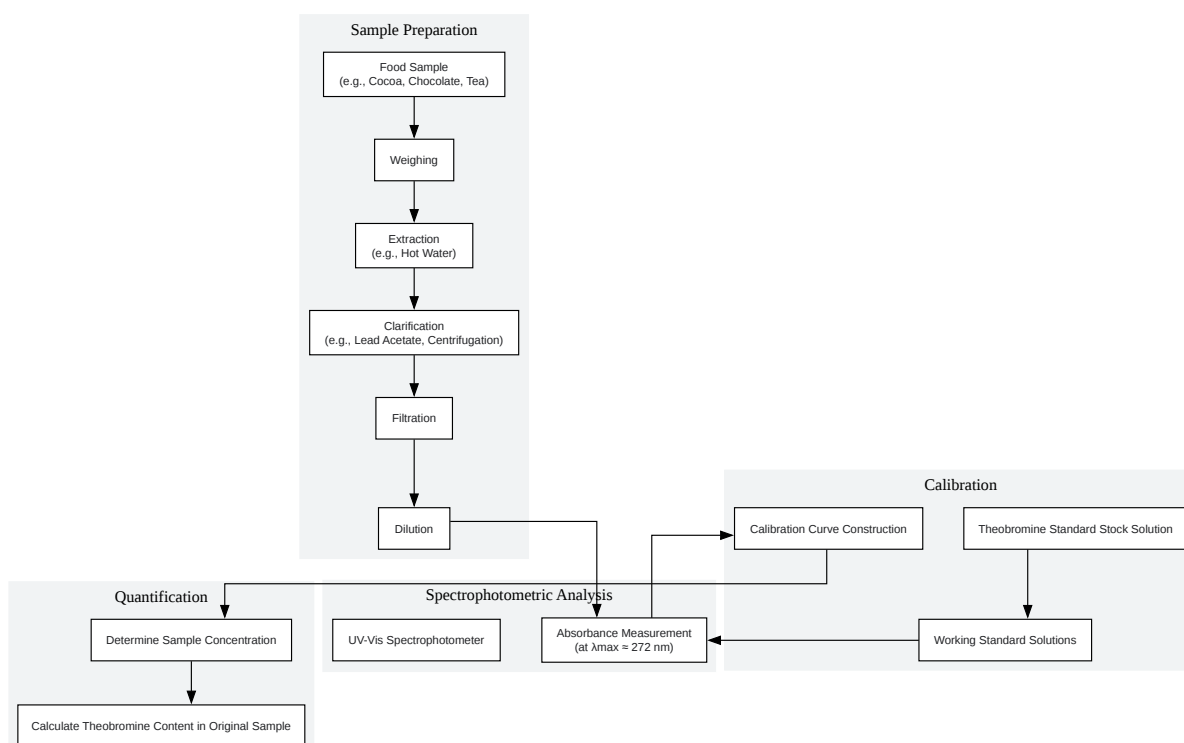 Sample Preparation
Food Sample
(e.g., Cocoa, Chocolate, Tea)
Weighing
Extraction
(e.g., Hot Water)
Clarification
(e.g., Lead Acetate, Centrifugation)
Filtration
Dilution
Calibration
Calibration Curve Construction
Theobromine Standard Stock Solution
Working Standard Solutions
Spectrophotometric Analysis
UV-Vis Spectrophotometer
Absorbance Measurement
(at λmax ≈ 272 nm)
Quantification
Determine Sample Concentration
Calculate Theobromine Content in Original Sample